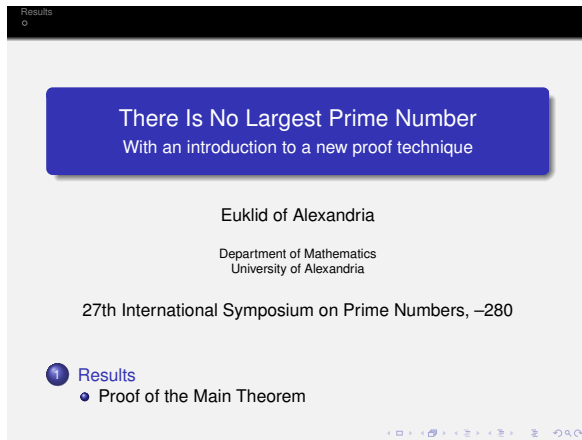 Results
There Is No Largest Prime Number
With an introduction to a new proof technique
Euklid of Alexandria
Department of Mathematics
University of Alexandria
27th International Symposium on Prime Numbers, –280
1 Results
Proof of the Main Theorem